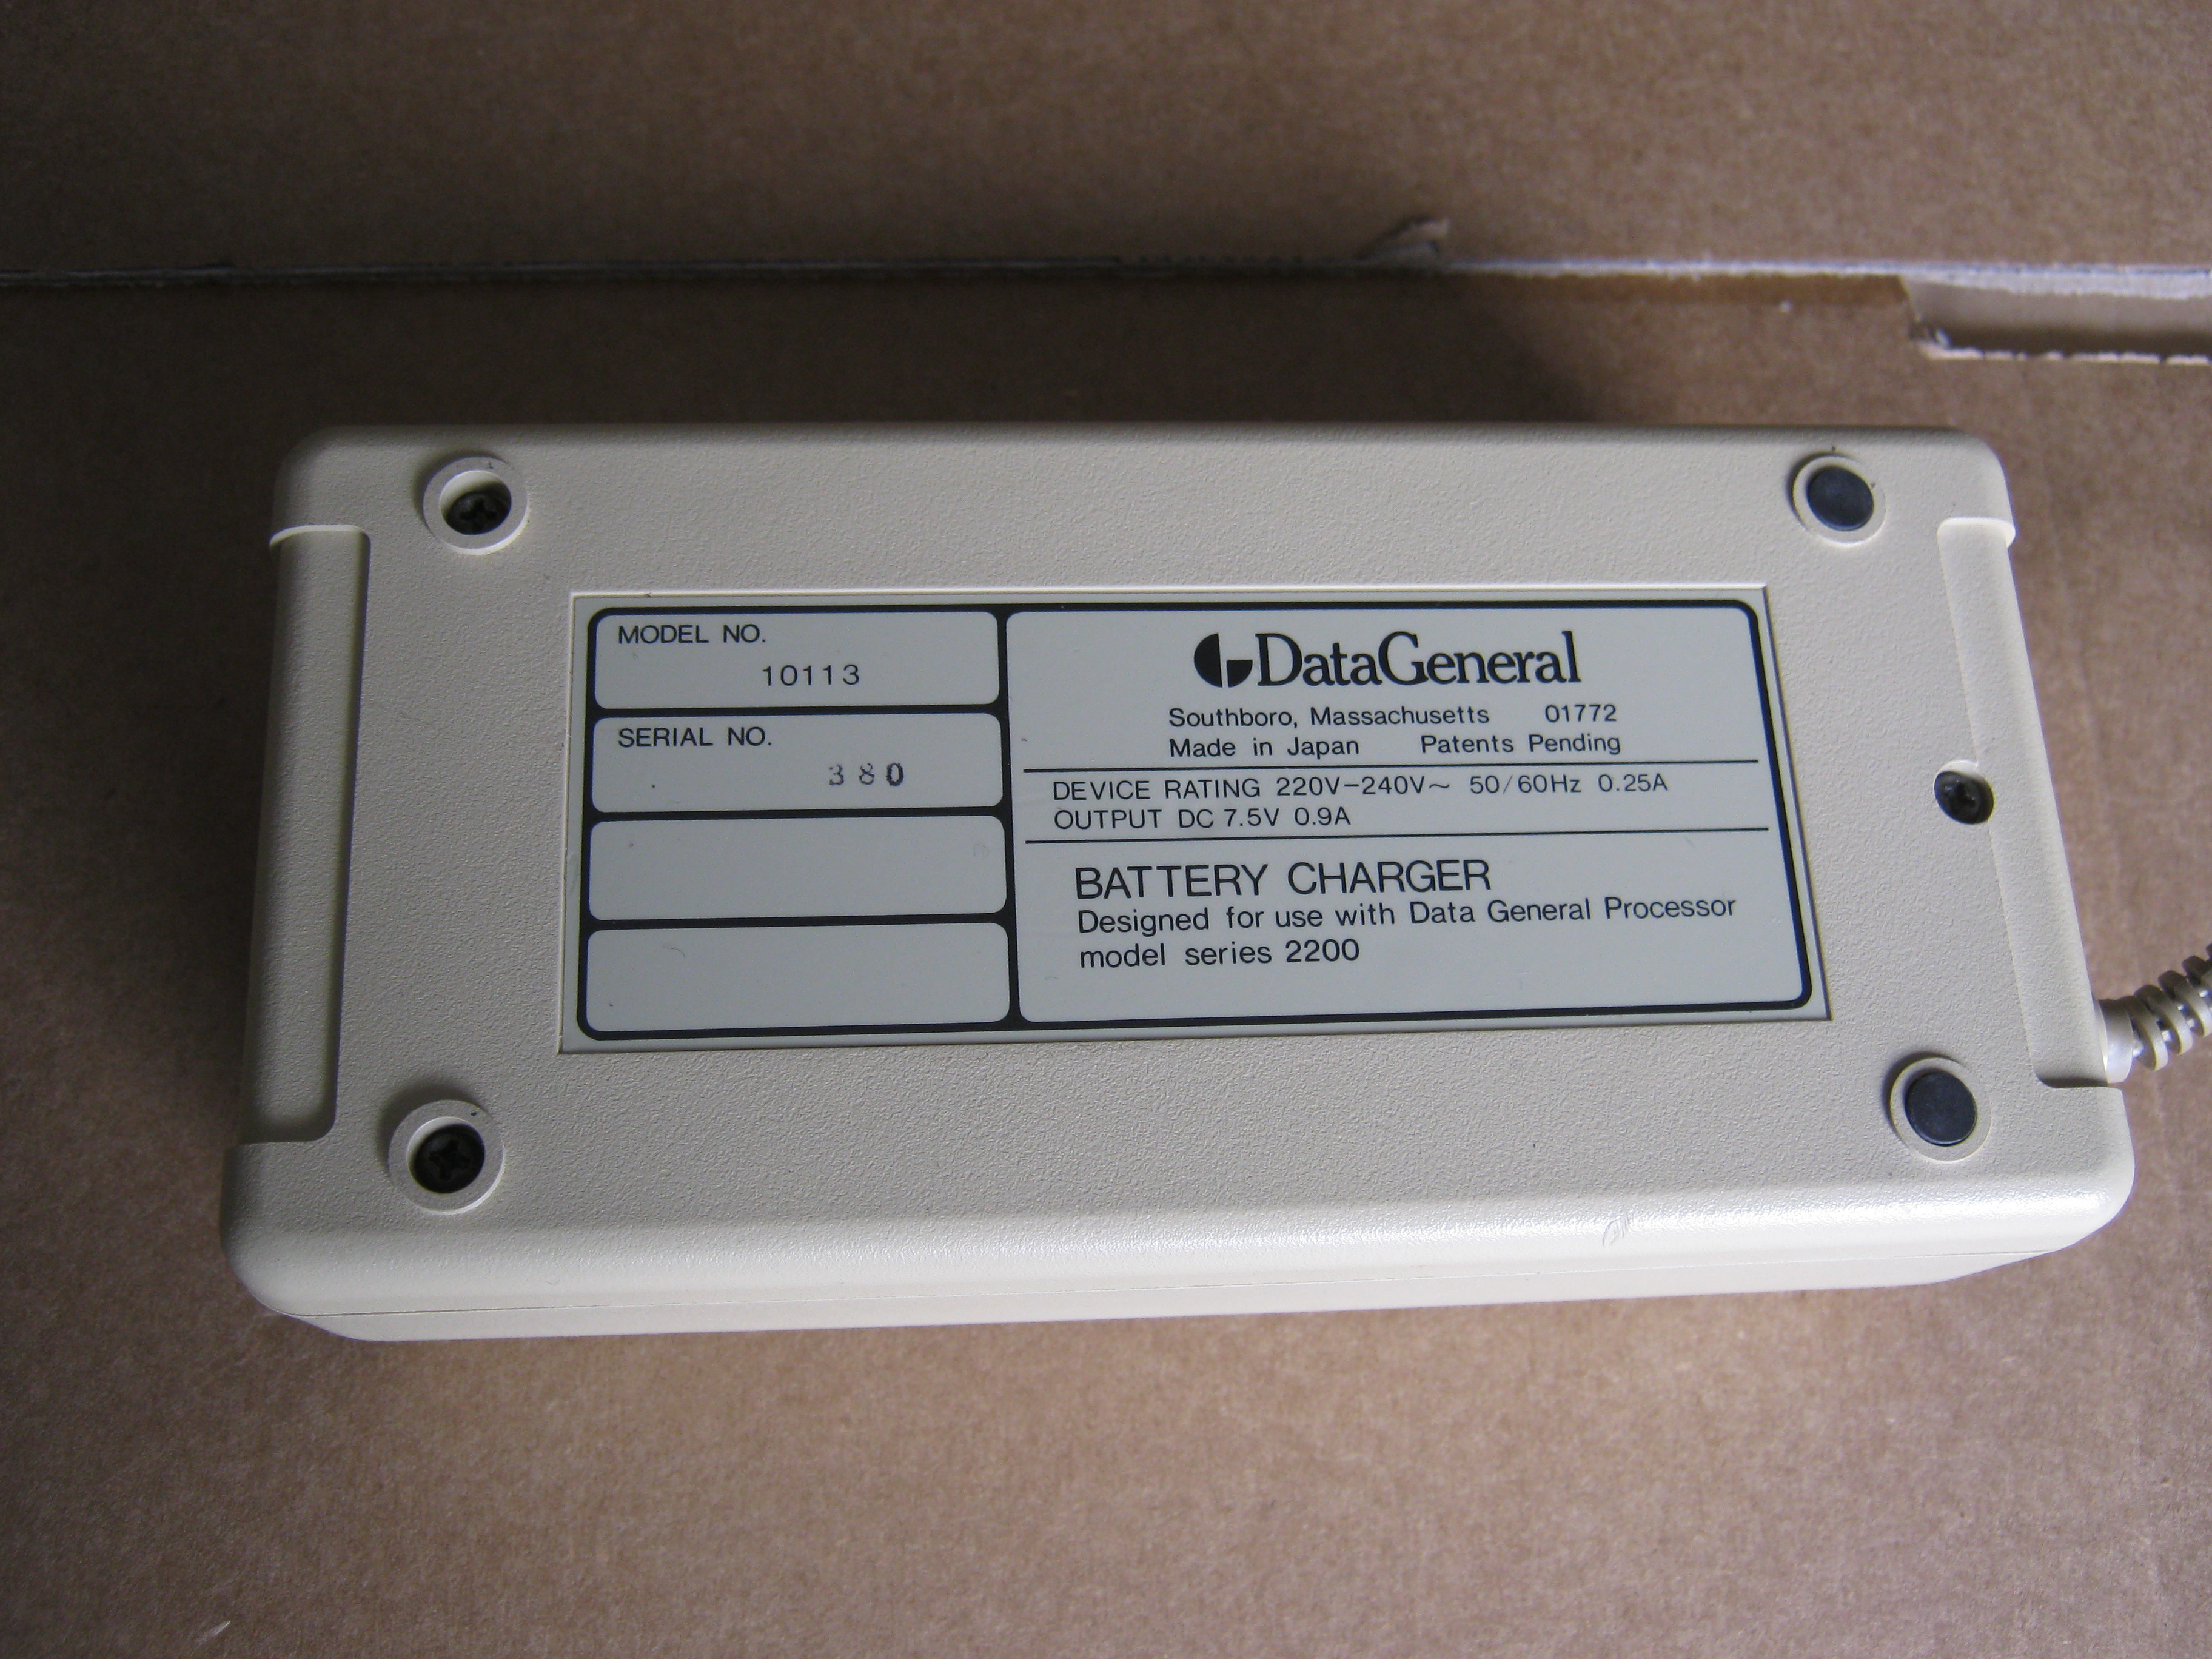 MODEL NO.
10113
SERIAL NO.
380
DataGeneral
Southboro, Massachusetts 01772
Made in Japan Patents Pending
DEVICE RATING 220V-240V~ 50/60Hz 0.25A
OUTPUT DC 7.5V 0.9A
BATTERY CHARGER
Designed for use with Data General Processor
model series 2200